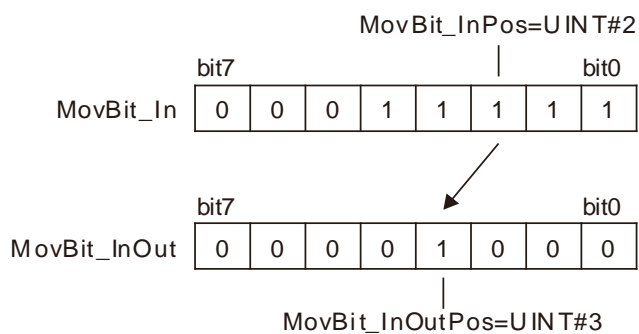 MovBit_InPos=UINT#2
bit7 bit0
MovBit_In 0 0 0 1 1 1 1 1
bit7 bit0
MovBit_InOut 0 0 0 0 1 0 0 0
MovBit_InOutPos=UINT#3